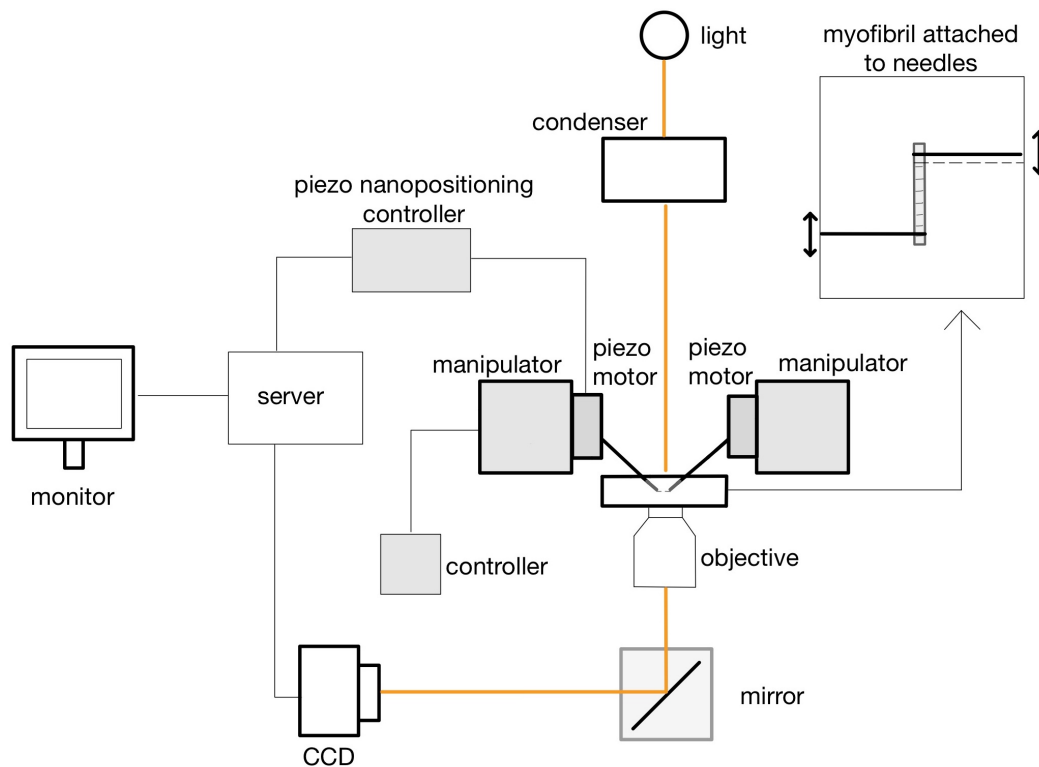 light
myofibril attached
to needles
condenser
piezo nanopositioning
controller
piezo
motor
piezo
motor
manipulator
manipulator
server
monitor
controller
objective
mirror
CCD